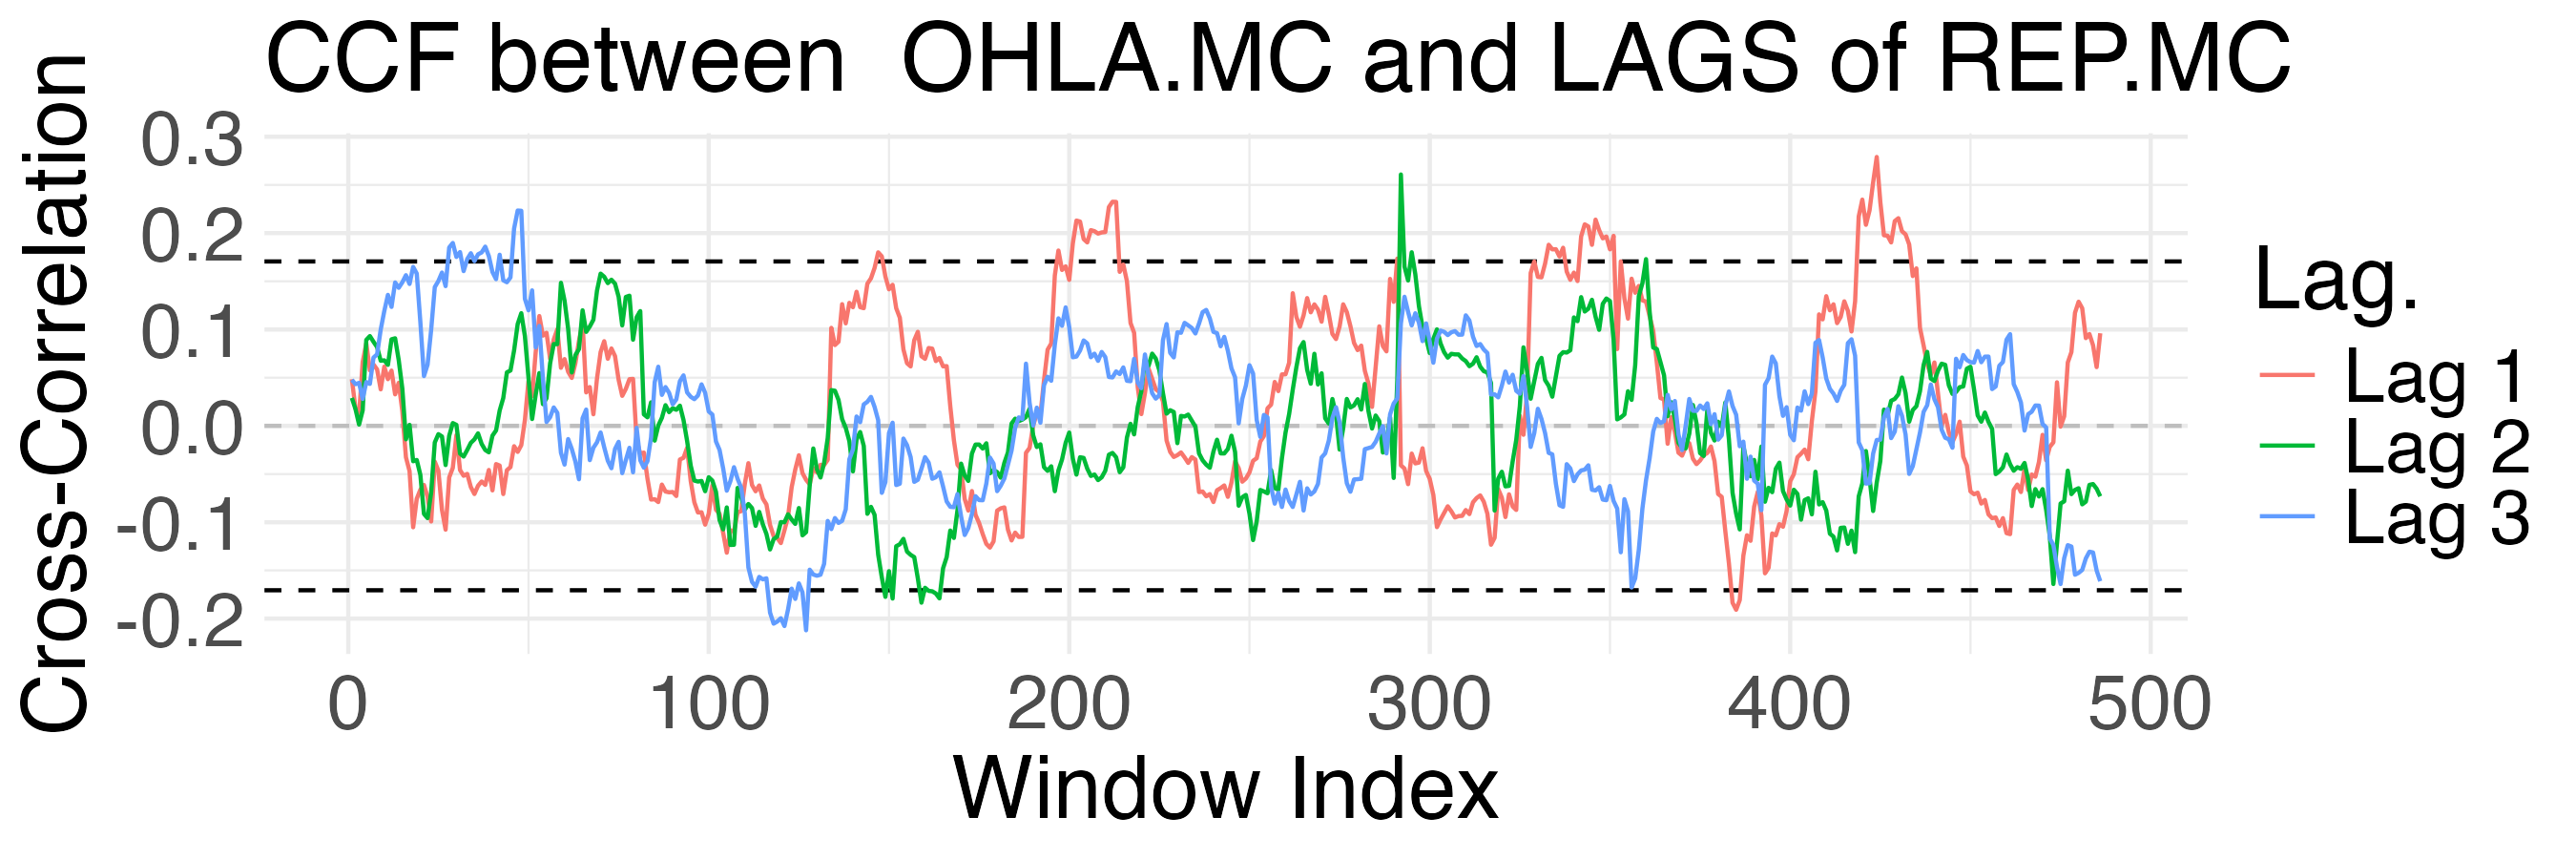 CCF between  OHLA.MC and LAGS of REP.MC
Cross-Correlation
0.3
0.2
0.1
0.0
-0.1
-0.2
0 100 200 300 400 500
Window Index
Lag.
Lag 1
Lag 2
Lag 3